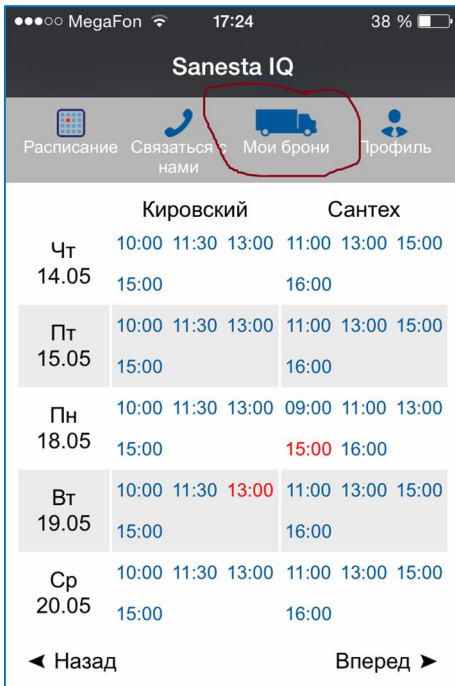 MegaFon 17:24 38 %
Sanesta IQ
Расписание Связаться с нами Мои брони Профиль
Кировский Сантех
Чт 14.05 10:00 11:30 13:00 11:00 13:00 15:00
15:00 16:00
Пт 15.05 10:00 11:30 13:00 11:00 13:00 15:00
15:00 16:00
Пн 18.05 10:00 11:30 13:00 09:00 11:00 13:00
15:00 15:00 16:00
Вт 19.05 10:00 11:30 13:00 11:00 13:00 15:00
15:00 16:00
Ср 20.05 10:00 11:30 13:00 11:00 13:00 15:00
15:00 16:00
Назад Вперед